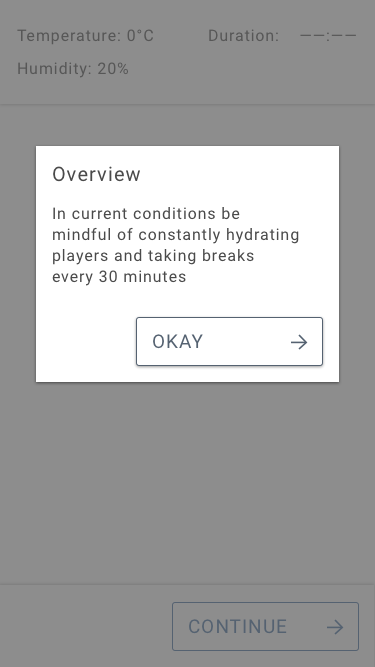 Temperature: 0°C Duration: ——:——
Humidity: 20%
Overview
In current conditions be
mindful of constantly hydrating
players and taking breaks
every 30 minutes
OKAY
CONTINUE